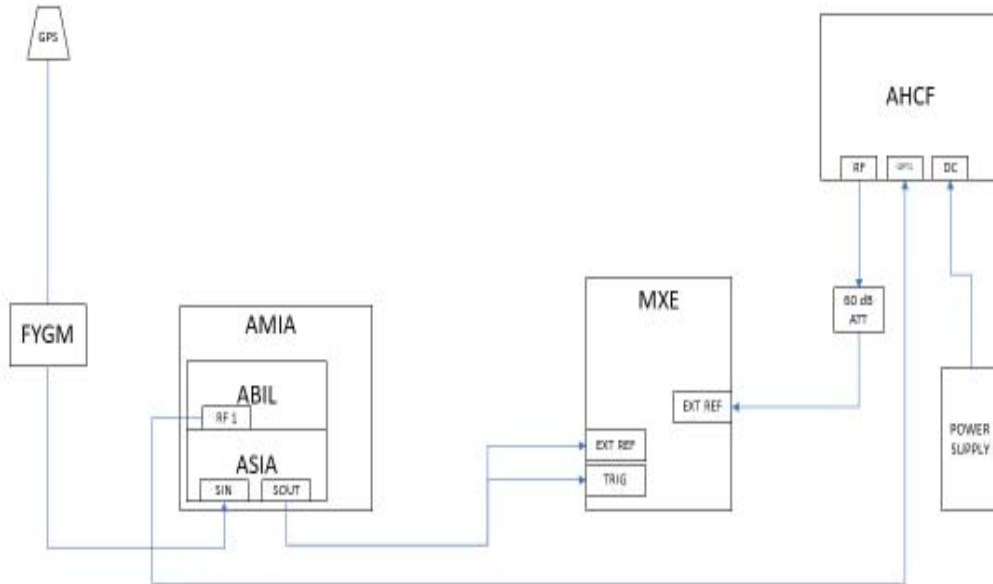 GPS
AHCF
RF
DC
60 dB
ATT
MXE
FYGM
AMIA
ABIL
RF 1
EXT REF
POWER
SUPPLY
EXT REF
ASIA
TRIG
SIN
SOUT